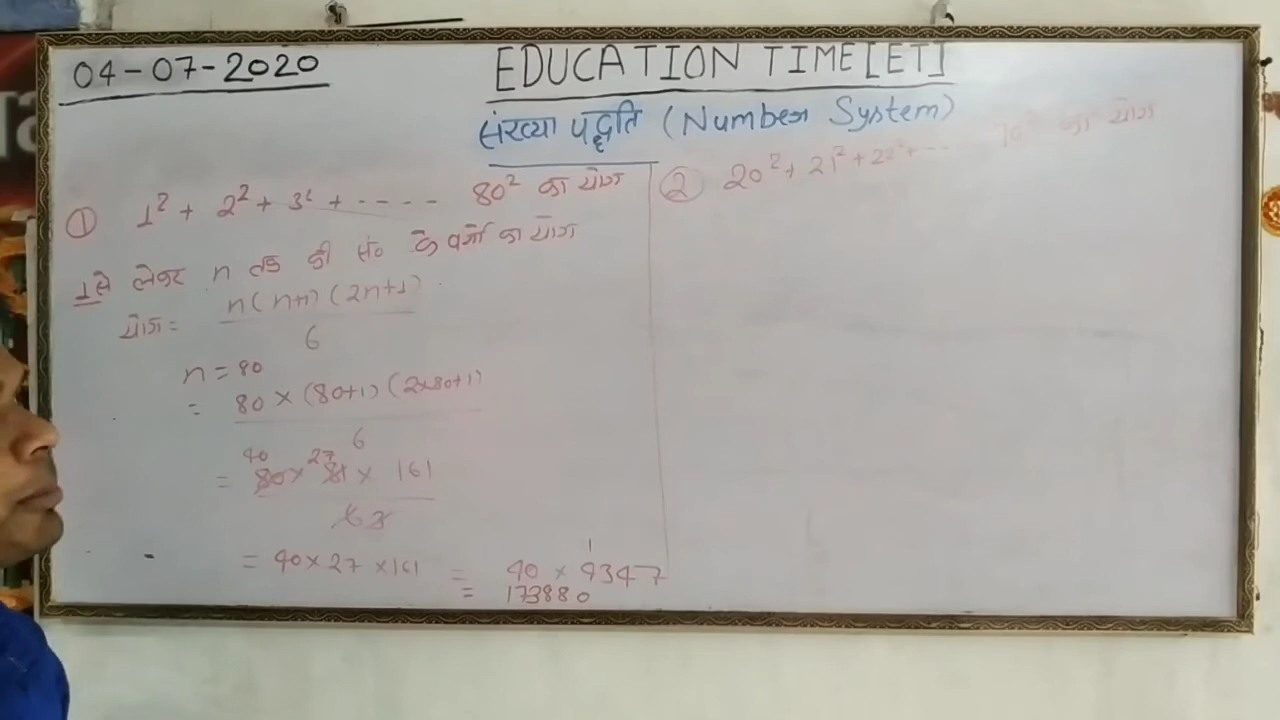 04-07-2020
EDUCATION TIME[ET]
संख्या पद्धति (Number System)
① 1² + 2² + 3² + ---- 80² का योग
1से लेकर n तक की सं० के वर्गों का योग
योग = n(n+1)(2n+1)
6
n = 80
= 80 × (80+1)(2×80+1)
6
40 27
= 80 × 81 × 161
6 3
= 40 × 27 × 161 = 40 × 4347
= 173880
② 20² + 21² + 22² + --- 70² का योग